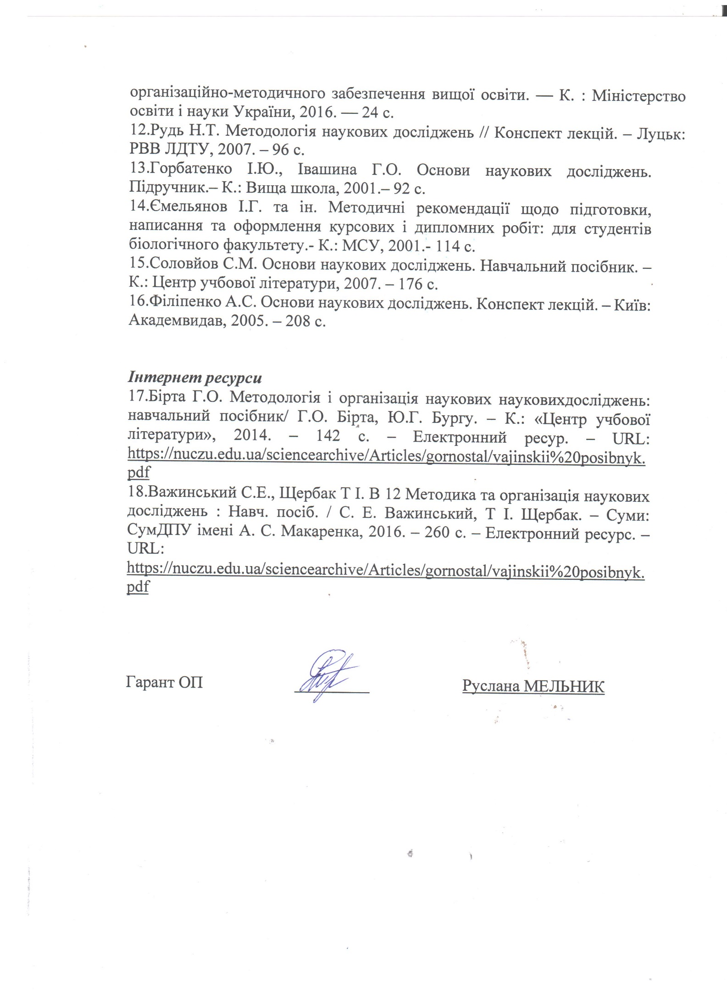 організаційно-методичного забезпечення вищої освіти. — К. : Міністерство
освіти і науки України, 2016. — 24 с.
12.Рудь Н.Т. Методологія наукових досліджень // Конспект лекцій. – Луцьк:
РВВ ЛДТУ, 2007. – 96 с.
13.Горбатенко І.Ю., Івашина Г.О. Основи наукових досліджень.
Підручник.– К.: Вища школа, 2001.– 92 с.
14.Ємельянов І.Г. та ін. Методичні рекомендації щодо підготовки,
написання та оформлення курсових і дипломних робіт: для студентів
біологічного факультету.- К.: МСУ, 2001.- 114 с.
15.Соловйов С.М. Основи наукових досліджень. Навчальний посібник. –
К.: Центр учбової літератури, 2007. – 176 с.
16.Філіпенко А.С. Основи наукових досліджень. Конспект лекцій. – Київ:
Академвидав, 2005. – 208 с.
Інтернет ресурси
17.Бірта Г.О. Методологія і організація наукових науковихдосліджень:
навчальний посібник/ Г.О. Бірта, Ю.Г. Бургу. – К.: «Центр учбової
літератури», 2014. – 142 с. – Електронний ресур. – URL:
https://nuczu.edu.ua/sciencearchive/Articles/gornostal/vajinskii%20posibnyk.
pdf
18.Важинський С.Е., Щербак Т І. В 12 Методика та організація наукових
досліджень : Навч. посіб. / С. Е. Важинський, Т І. Щербак. – Суми:
СумДПУ імені А. С. Макаренка, 2016. – 260 с. – Електронний ресурс. –
URL:
https://nuczu.edu.ua/sciencearchive/Articles/gornostal/vajinskii%20posibnyk.
pdf
Гарант ОП Руслана МЕЛЬНИК